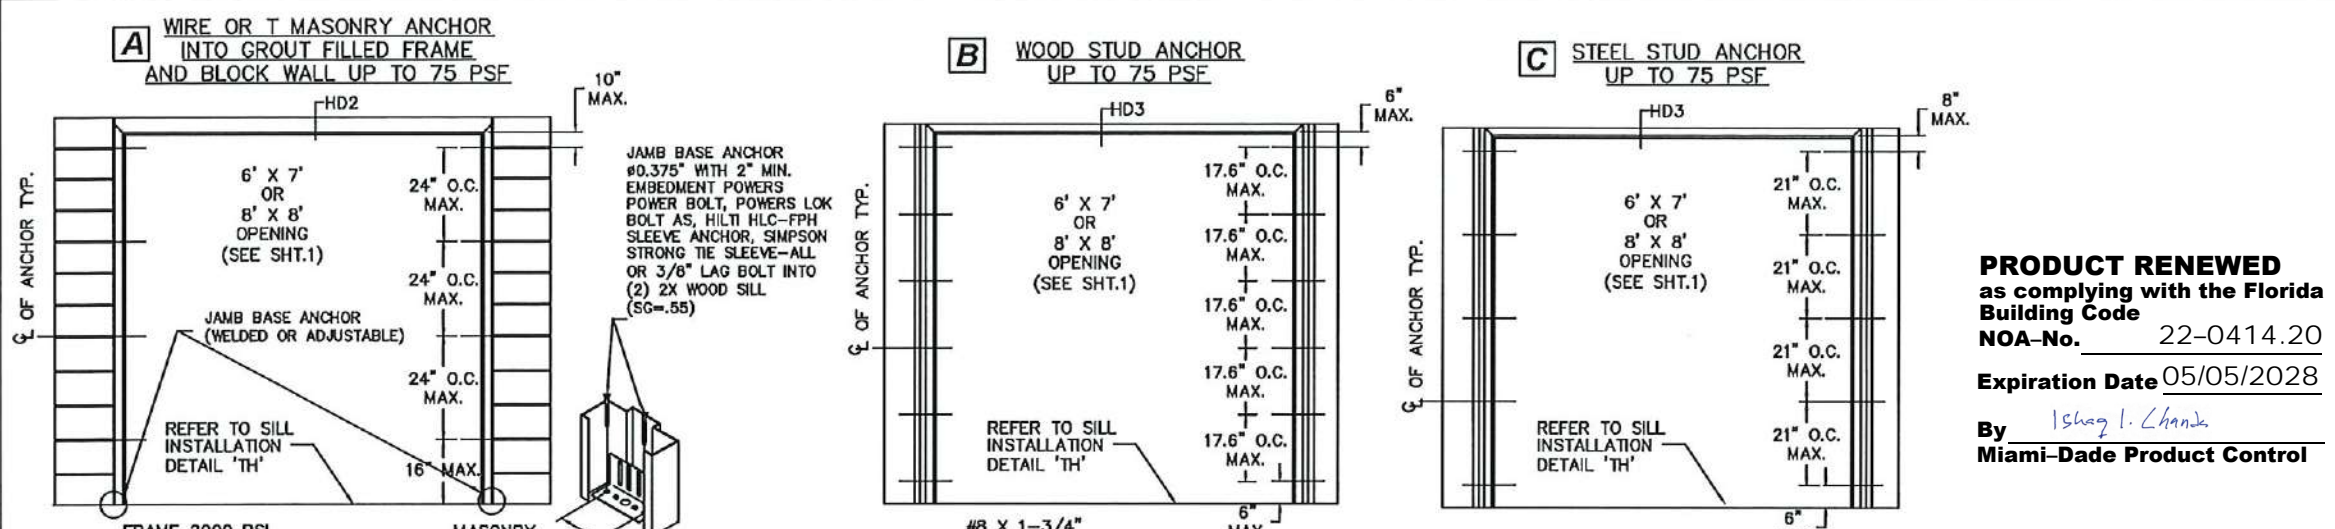 A
WIRE OR T MASONRY ANCHOR
INTO GROUT FILLED FRAME
AND BLOCK WALL UP TO 75 PSF
10"
MAX.
HD2
℄ OF ANCHOR TYP.
6' X 7'
OR
8' X 8'
OPENING
(SEE SHT.1)
24" O.C.
MAX.
24" O.C.
MAX.
24" O.C.
MAX.
16" MAX.
JAMB BASE ANCHOR
(WELDED OR ADJUSTABLE)
REFER TO SILL
INSTALLATION
DETAIL 'TH'
JAMB BASE ANCHOR
ø0.375" WITH 2" MIN.
EMBEDMENT POWERS
POWER BOLT, POWERS LOK
BOLT AS, HILTI HLC-FPH
SLEEVE ANCHOR, SIMPSON
STRONG TIE SLEEVE-ALL
OR 3/8" LAG BOLT INTO
(2) 2X WOOD SILL
(SG=.55)
FRAME 3000 PSI
MASONRY
B
WOOD STUD ANCHOR
UP TO 75 PSF
6"
MAX.
HD3
℄ OF ANCHOR TYP.
6' X 7'
OR
8' X 8'
OPENING
(SEE SHT.1)
17.6" O.C.
MAX.
17.6" O.C.
MAX.
17.6" O.C.
MAX.
17.6" O.C.
MAX.
17.6" O.C.
MAX.
REFER TO SILL
INSTALLATION
DETAIL 'TH'
#8 X 1-3/4"
6"
MAX.
C
STEEL STUD ANCHOR
UP TO 75 PSF
8"
MAX.
HD3
℄ OF ANCHOR TYP.
6' X 7'
OR
8' X 8'
OPENING
(SEE SHT.1)
21" O.C.
MAX.
21" O.C.
MAX.
21" O.C.
MAX.
21" O.C.
MAX.
REFER TO SILL
INSTALLATION
DETAIL 'TH'
6"
PRODUCT RENEWED
as complying with the Florida
Building Code
NOA-No. 22-0414.20
Expiration Date 05/05/2028
By Ishaq I. Chanda
Miami-Dade Product Control